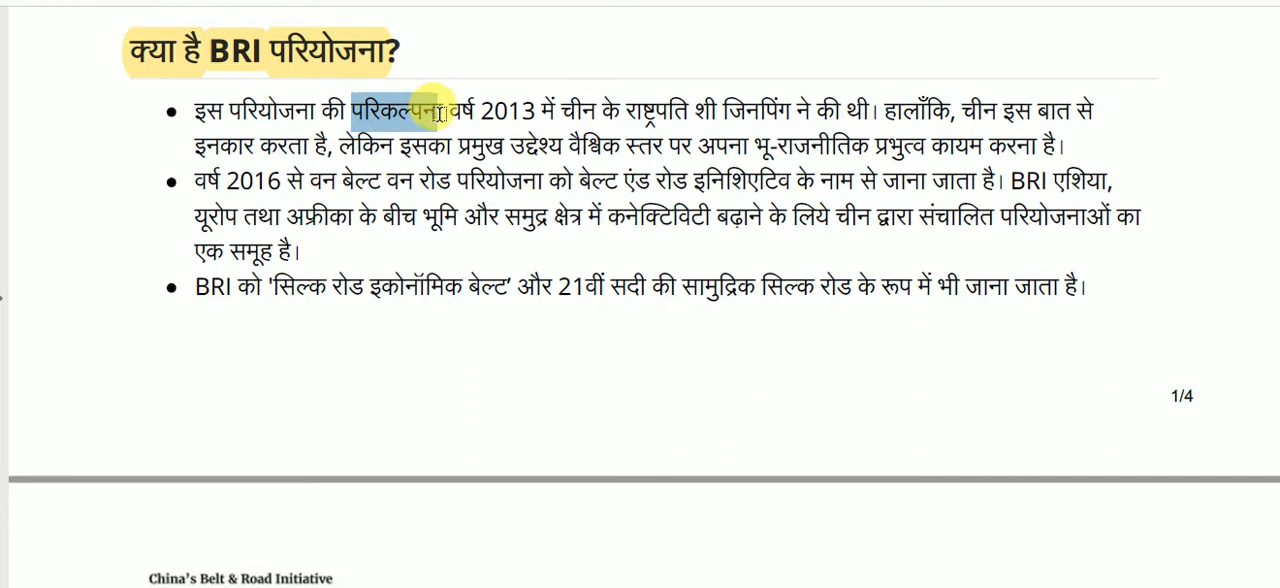 क्या है BRI परियोजना?
• इस परियोजना की परिकल्पना वर्ष 2013 में चीन के राष्ट्रपति शी जिनपिंग ने की थी। हालाँकि, चीन इस बात से
इनकार करता है, लेकिन इसका प्रमुख उद्देश्य वैश्विक स्तर पर अपना भू-राजनीतिक प्रभुत्व कायम करना है।
• वर्ष 2016 से वन बेल्ट वन रोड परियोजना को बेल्ट एंड रोड इनिशिएटिव के नाम से जाना जाता है। BRI एशिया,
यूरोप तथा अफ्रीका के बीच भूमि और समुद्र क्षेत्र में कनेक्टिविटी बढ़ाने के लिये चीन द्वारा संचालित परियोजनाओं का
एक समूह है।
• BRI को 'सिल्क रोड इकोनॉमिक बेल्ट’ और 21वीं सदी की सामुद्रिक सिल्क रोड के रूप में भी जाना जाता है।
1/4
China’s Belt & Road Initiative